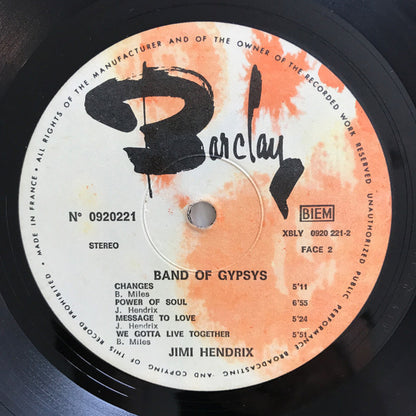 • MADE IN FRANCE • ALL RIGHTS OF THE MANUFACTURER AND OF THE OWNER OF THE RECORDED WORK RESERVED UNAUTHORIZED PUBLIC PERFORMANCE BROADCASTING AND COPYING OF THIS RECORD PROHIBITED
Barclay
N° 0920221
BIEM
STEREO
XBLY 0920 221-2
FACE 2
BAND OF GYPSYS
CHANGES 5'11
B. Miles
POWER OF SOUL 6'55
J. Hendrix
MESSAGE TO LOVE 5'24
J. Hendrix
WE GOTTA LIVE TOGETHER 5'51
B. Miles
JIMI HENDRIX